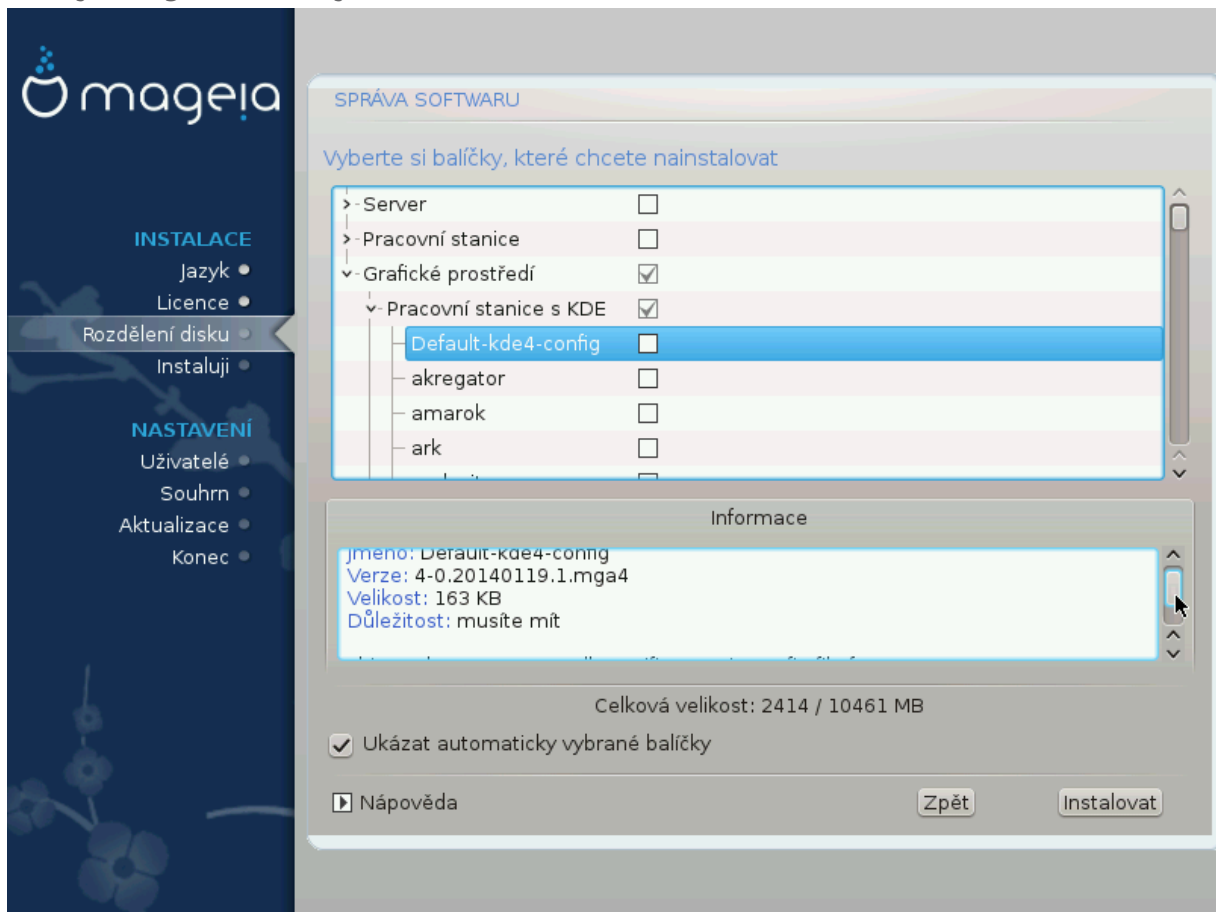 mageia
INSTALACE
Jazyk
Licence
Rozdělení disku
Instaluji
NASTAVENÍ
Uživatelé
Souhrn
Aktualizace
Konec
SPRÁVA SOFTWARU
Vyberte si balíčky, které chcete nainstalovat
Server
Pracovní stanice
Grafické prostředí
Pracovní stanice s KDE
Default-kde4-config
akregator
amarok
ark
Informace
Jméno: Default-kde4-config
Verze: 4-0.20140119.1.mga4
Velikost: 163 KB
Důležitost: musíte mít
Celková velikost: 2414 / 10461 MB
Ukázat automaticky vybrané balíčky
Nápověda
Zpět
Instalovat